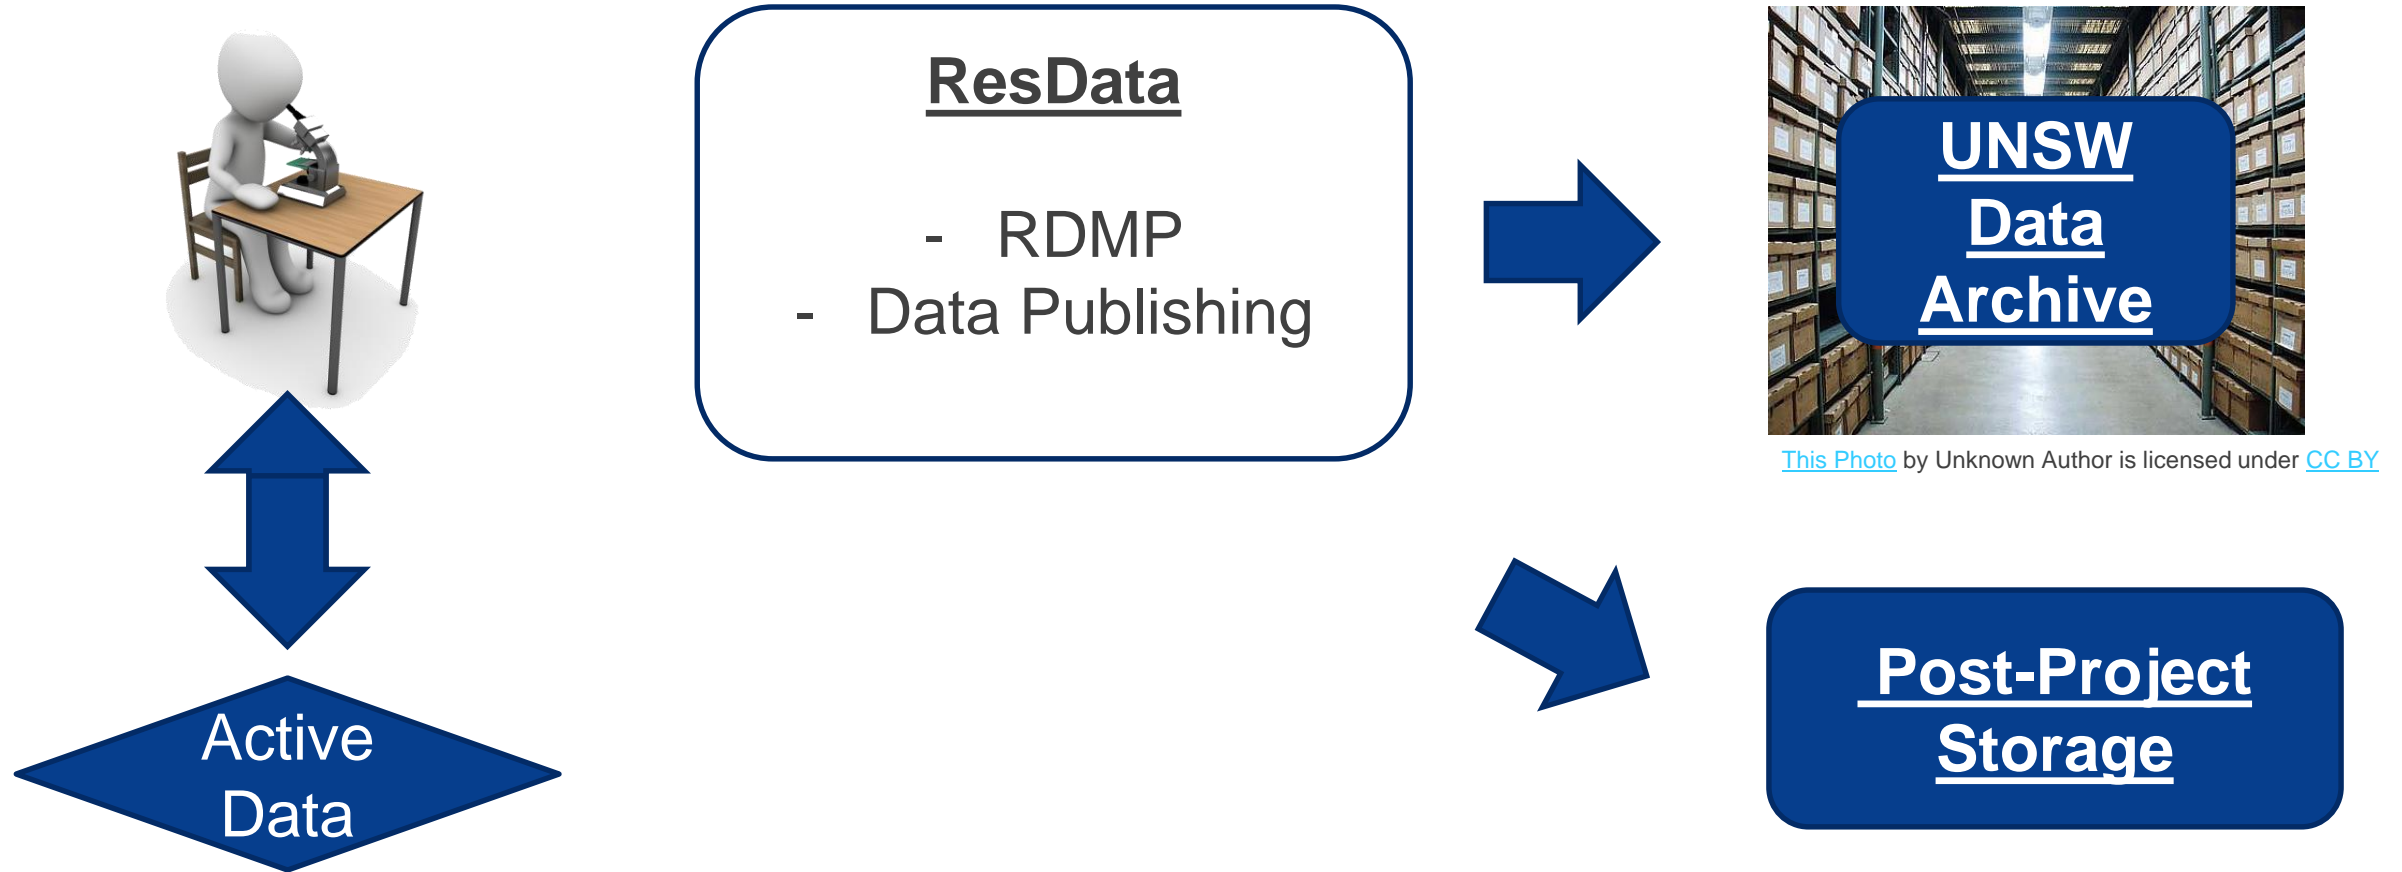 ResData
- RDMP
- Data Publishing
UNSW
Data
Archive
This Photo by Unknown Author is licensed under CC BY
Active
Data
Post-Project
Storage